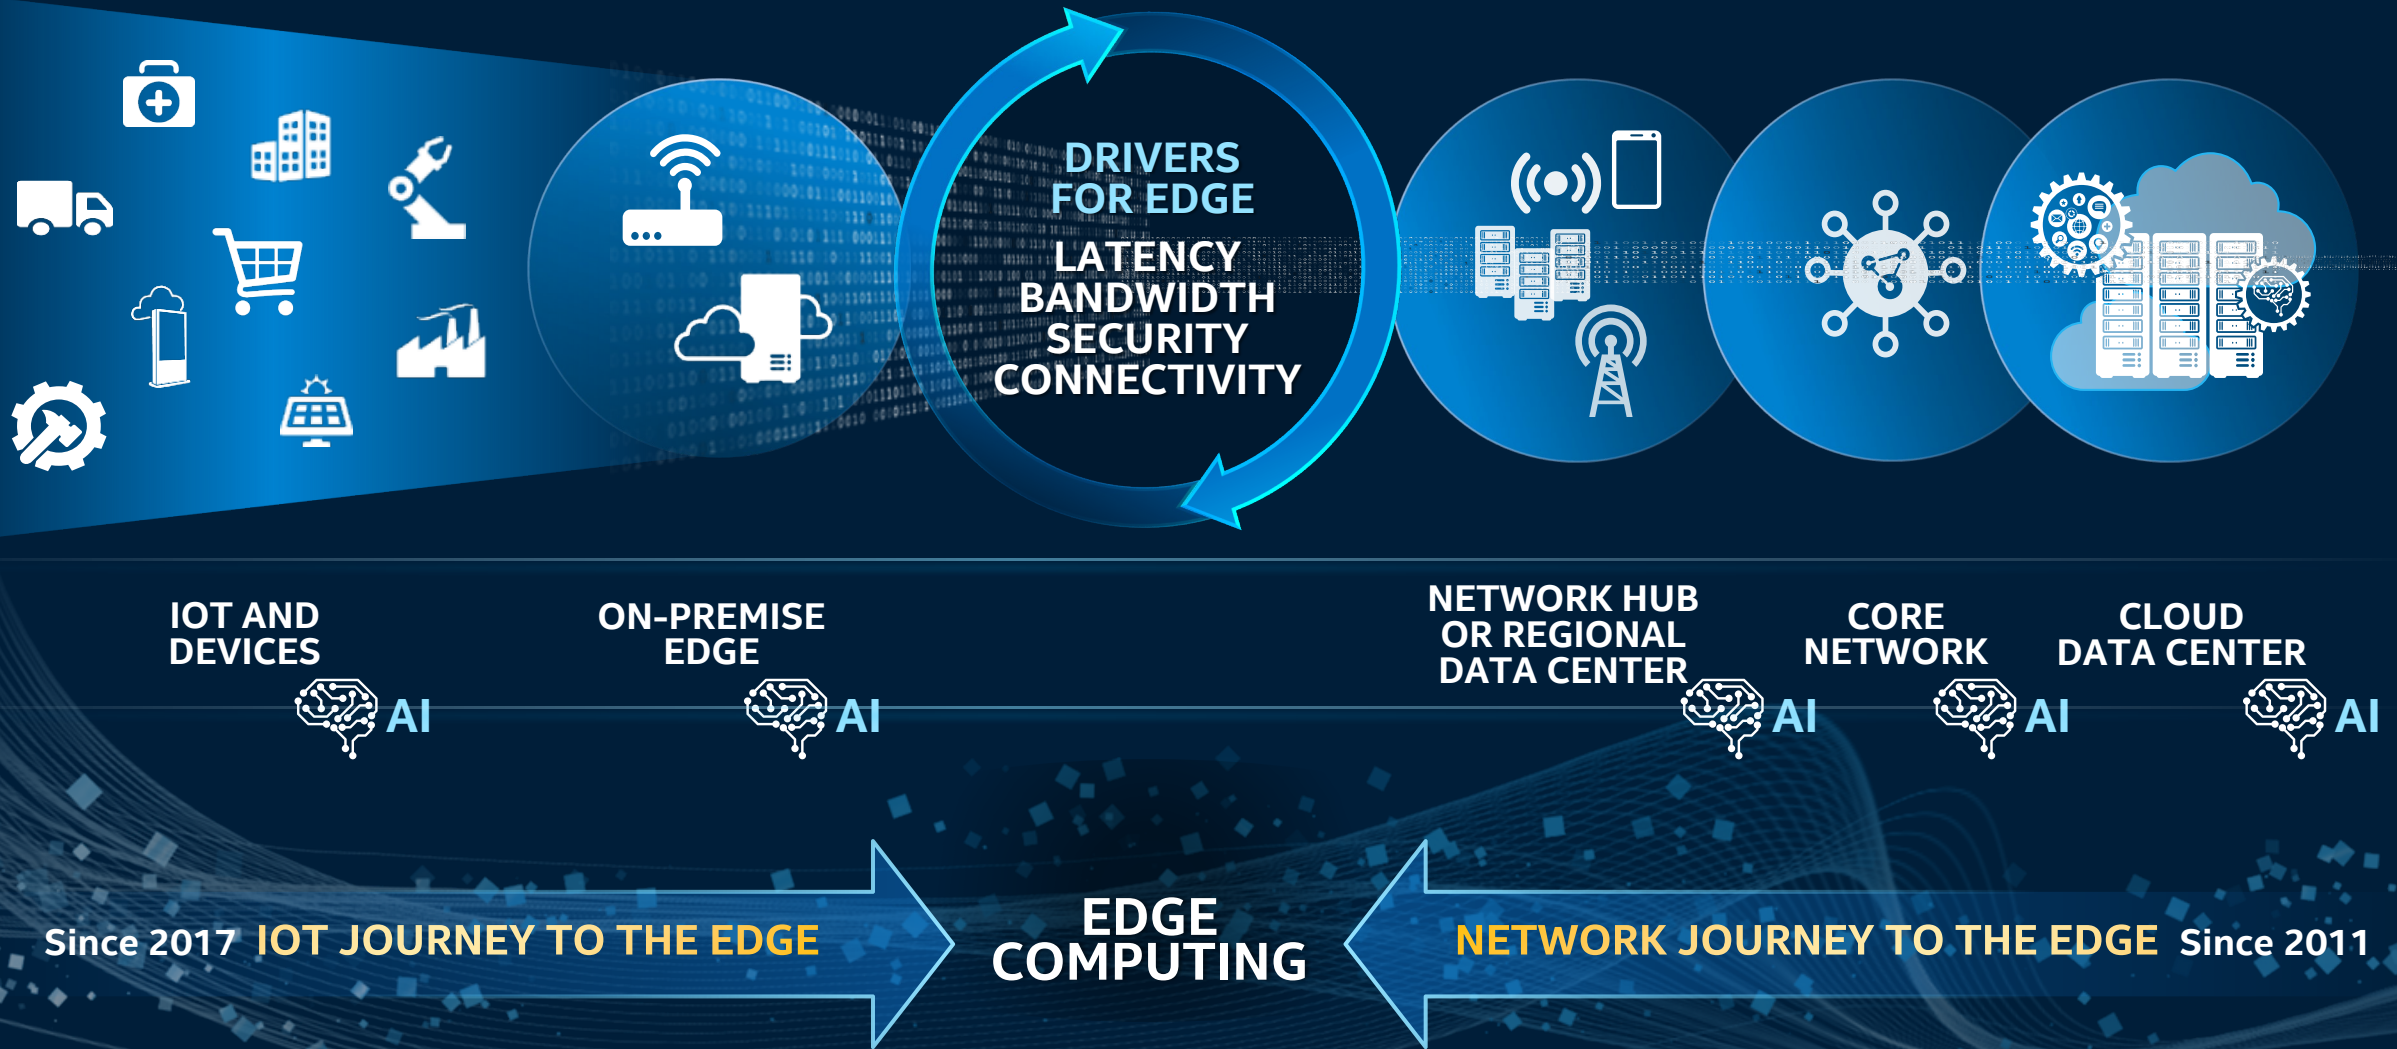 DRIVERS
FOR EDGE
LATENCY
BANDWIDTH
SECURITY
CONNECTIVITY
IOT AND
DEVICES
AI
ON-PREMISE
EDGE
AI
NETWORK HUB
OR REGIONAL
DATA CENTER
AI
CORE
NETWORK
AI
CLOUD
DATA CENTER
AI
Since 2017 IOT JOURNEY TO THE EDGE
EDGE
COMPUTING
NETWORK JOURNEY TO THE EDGE Since 2011